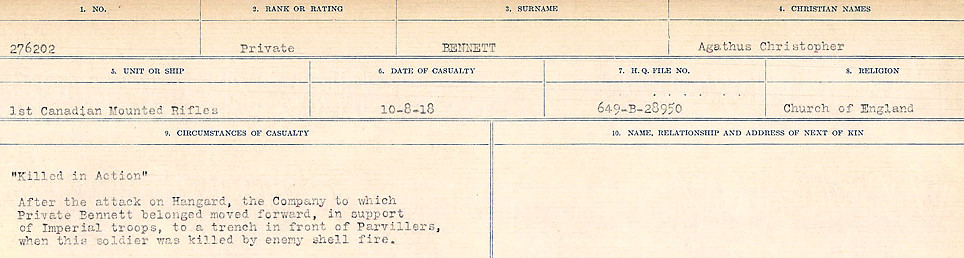 1. NO. 2. RANK OR RATING 3. SURNAME 4. CHRISTIAN NAMES
276202 Private BENNETT Agathus Christopher
5. UNIT OR SHIP 6. DATE OF CASUALTY 7. H.Q. FILE NO. 8. RELIGION
1st Canadian Mounted Rifles 10-8-18 649-B-28950 Church of England
9. CIRCUMSTANCES OF CASUALTY 10. NAME, RELATIONSHIP AND ADDRESS OF NEXT OF KIN
"Killed in Action"
After the attack on Hangard, the Company to which
Private Bennett belonged moved forward, in support
of Imperial troops, to a trench in front of Parvillers,
when this soldier was killed by enemy shell fire.